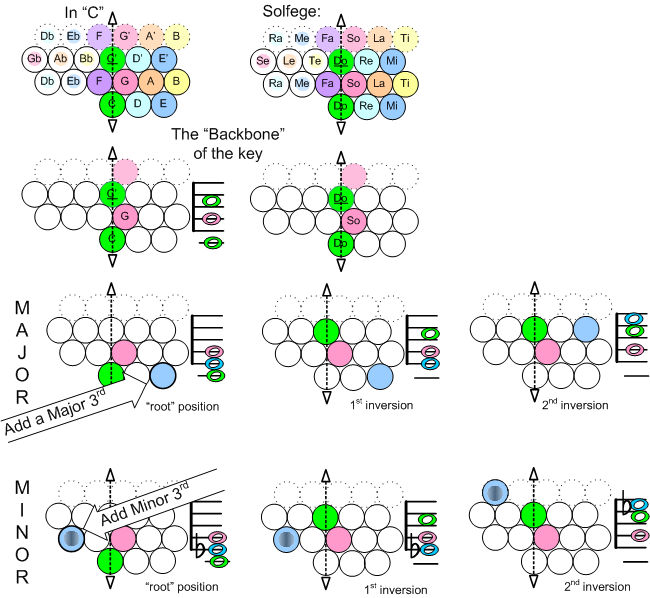 In “C”
Solfege:
Db Eb F G' A' B
Ra Me Fa So La Ti
Gb Ab Bb C' D' E'
Se Le Te Do Re Mi
Db Eb F G A B
Ra Me Fa So La Ti
C D E
Do Re Mi
The “Backbone”
of the key
C'
Do
G
So
C
Do
MAJOR
Add a Major 3rd
“root” position
1st inversion
2nd inversion
MINOR
Add Minor 3rd
“root” position
1st inversion
2nd inversion